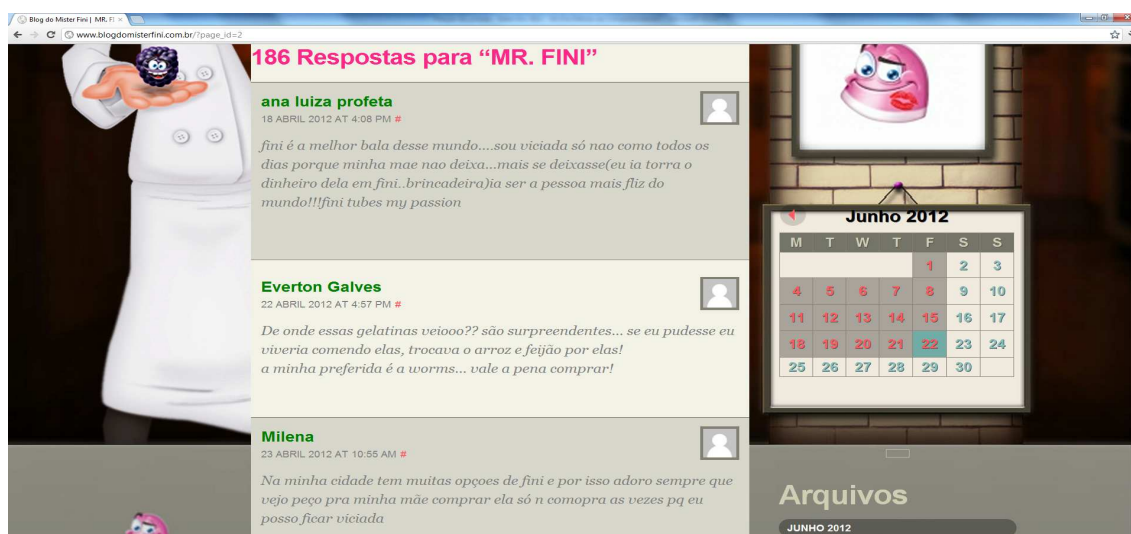 Blog do Mister Fini | MR. FI
www.blogdomisterfini.com.br/?page_id=2
186 Respostas para “MR. FINI”
ana luiza profeta
18 ABRIL 2012 AT 4:08 PM #
fini é a melhor bala desse mundo....sou viciada só nao como todos os
dias porque minha mae nao deixa...mais se deixasse(eu ia torra o
dinheiro dela em fini..brincadeira)ia ser a pessoa mais fliz do
mundo!!!fini tubes my passion
Everton Galves
22 ABRIL 2012 AT 4:57 PM #
De onde essas gelatinas veiooo?? são surpreendentes... se eu pudesse eu
viveria comendo elas, trocava o arroz e feijão por elas!
a minha preferida é a worms... vale a pena comprar!
Milena
23 ABRIL 2012 AT 10:55 AM #
Na minha cidade tem muitas opçoes de fini e por isso adoro sempre que
vejo peço pra minha mãe comprar ela só n comopra as vezes pq eu
posso ficar viciada
Junho 2012
M T W T F S S
1 2 3
4 5 6 7 8 9 10
11 12 13 14 15 16 17
18 19 20 21 22 23 24
25 26 27 28 29 30
Arquivos
JUNHO 2012